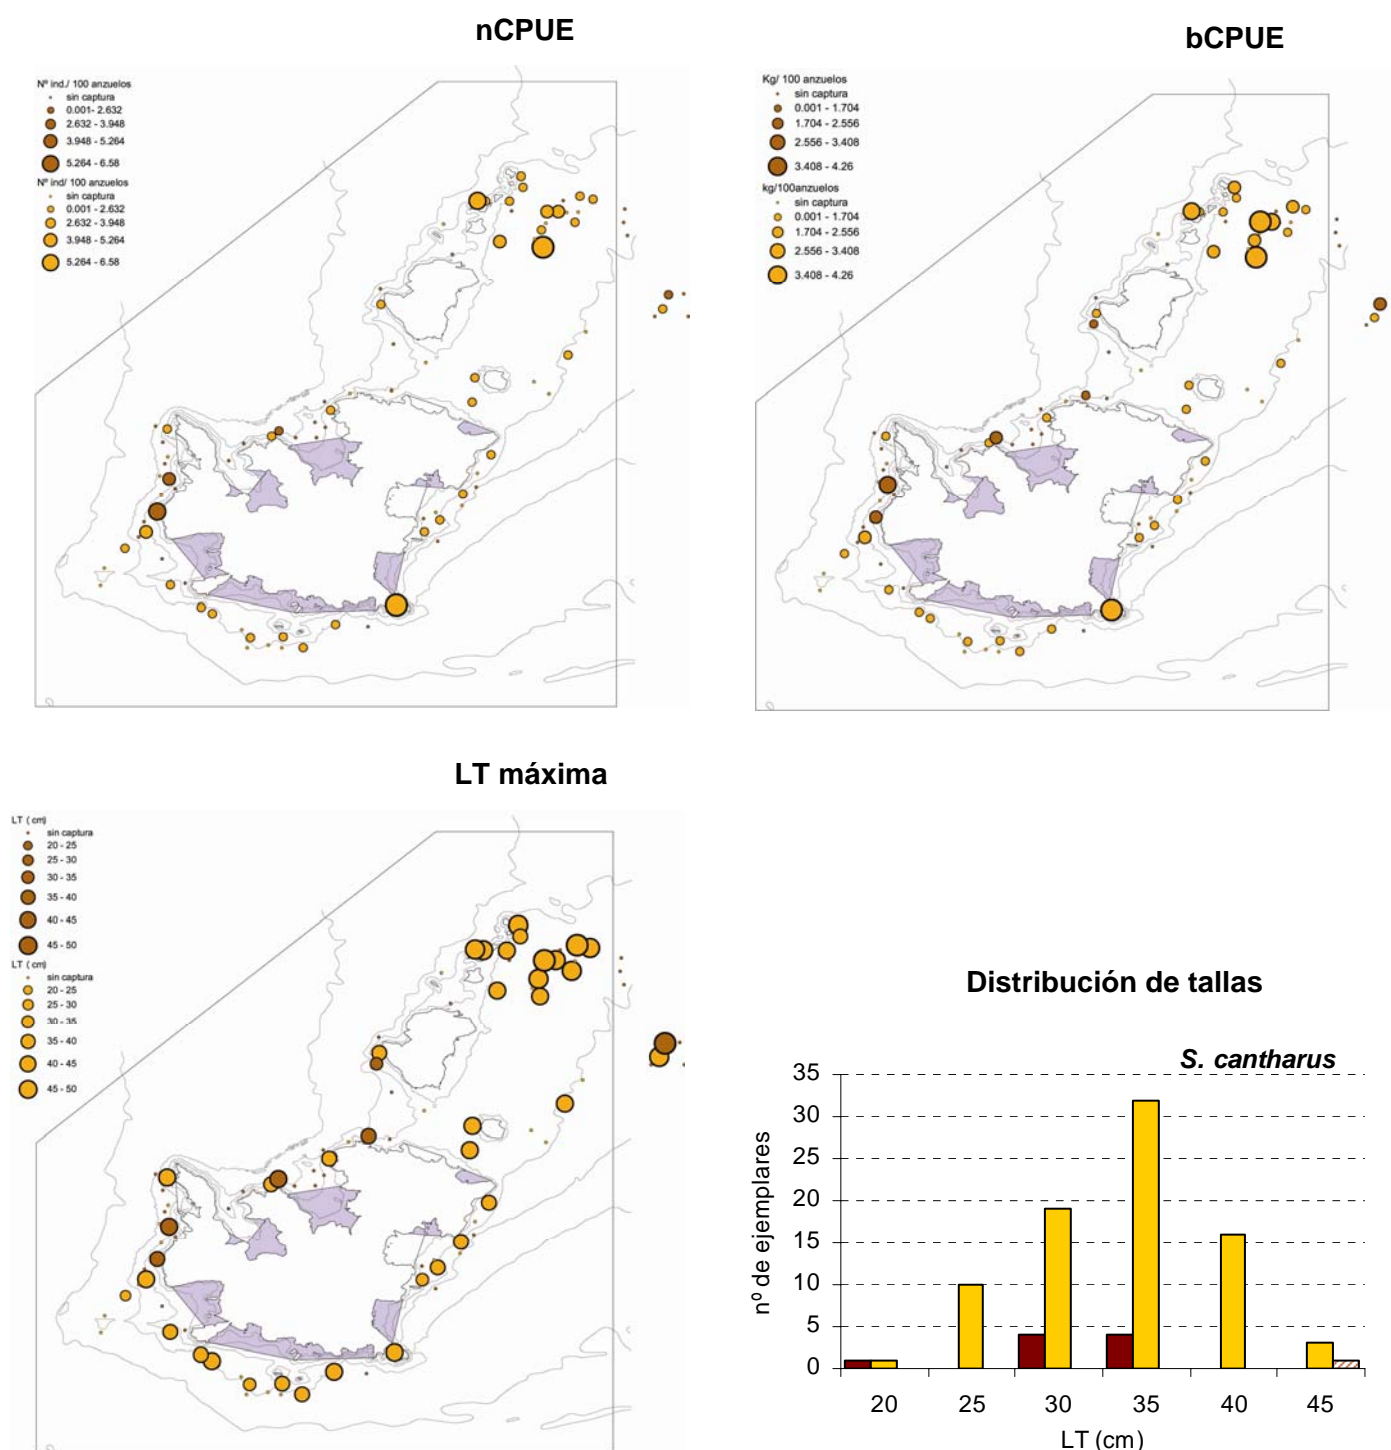 nCPUE
Nº ind./ 100 anzuelos
sin captura
0.001- 2.632
2.632 - 3.948
3.948 - 5.264
5.264 - 6.58
Nº ind/ 100 anzuelos
sin captura
0.001 - 2.632
2.632 - 3.948
3.948 - 5.264
5.264 - 6.58
bCPUE
Kg/ 100 anzuelos
sin captura
0.001 - 1.704
1.704 - 2.556
2.556 - 3.408
3.408 - 4.26
kg/100anzuelos
sin captura
0.001 - 1.704
1.704 - 2.556
2.556 - 3.408
3.408 - 4.26
LT máxima
LT ( cm)
sin captura
20 - 25
25 - 30
30 - 35
35 - 40
40 - 45
45 - 50
LT ( cm)
sin captura
20 - 25
25 - 30
30 - 35
35 - 40
40 - 45
45 - 50
Distribución de tallas
S. cantharus
nº de ejemplares
35
30
25
20
15
10
5
0
20 25 30 35 40 45
LT (cm)